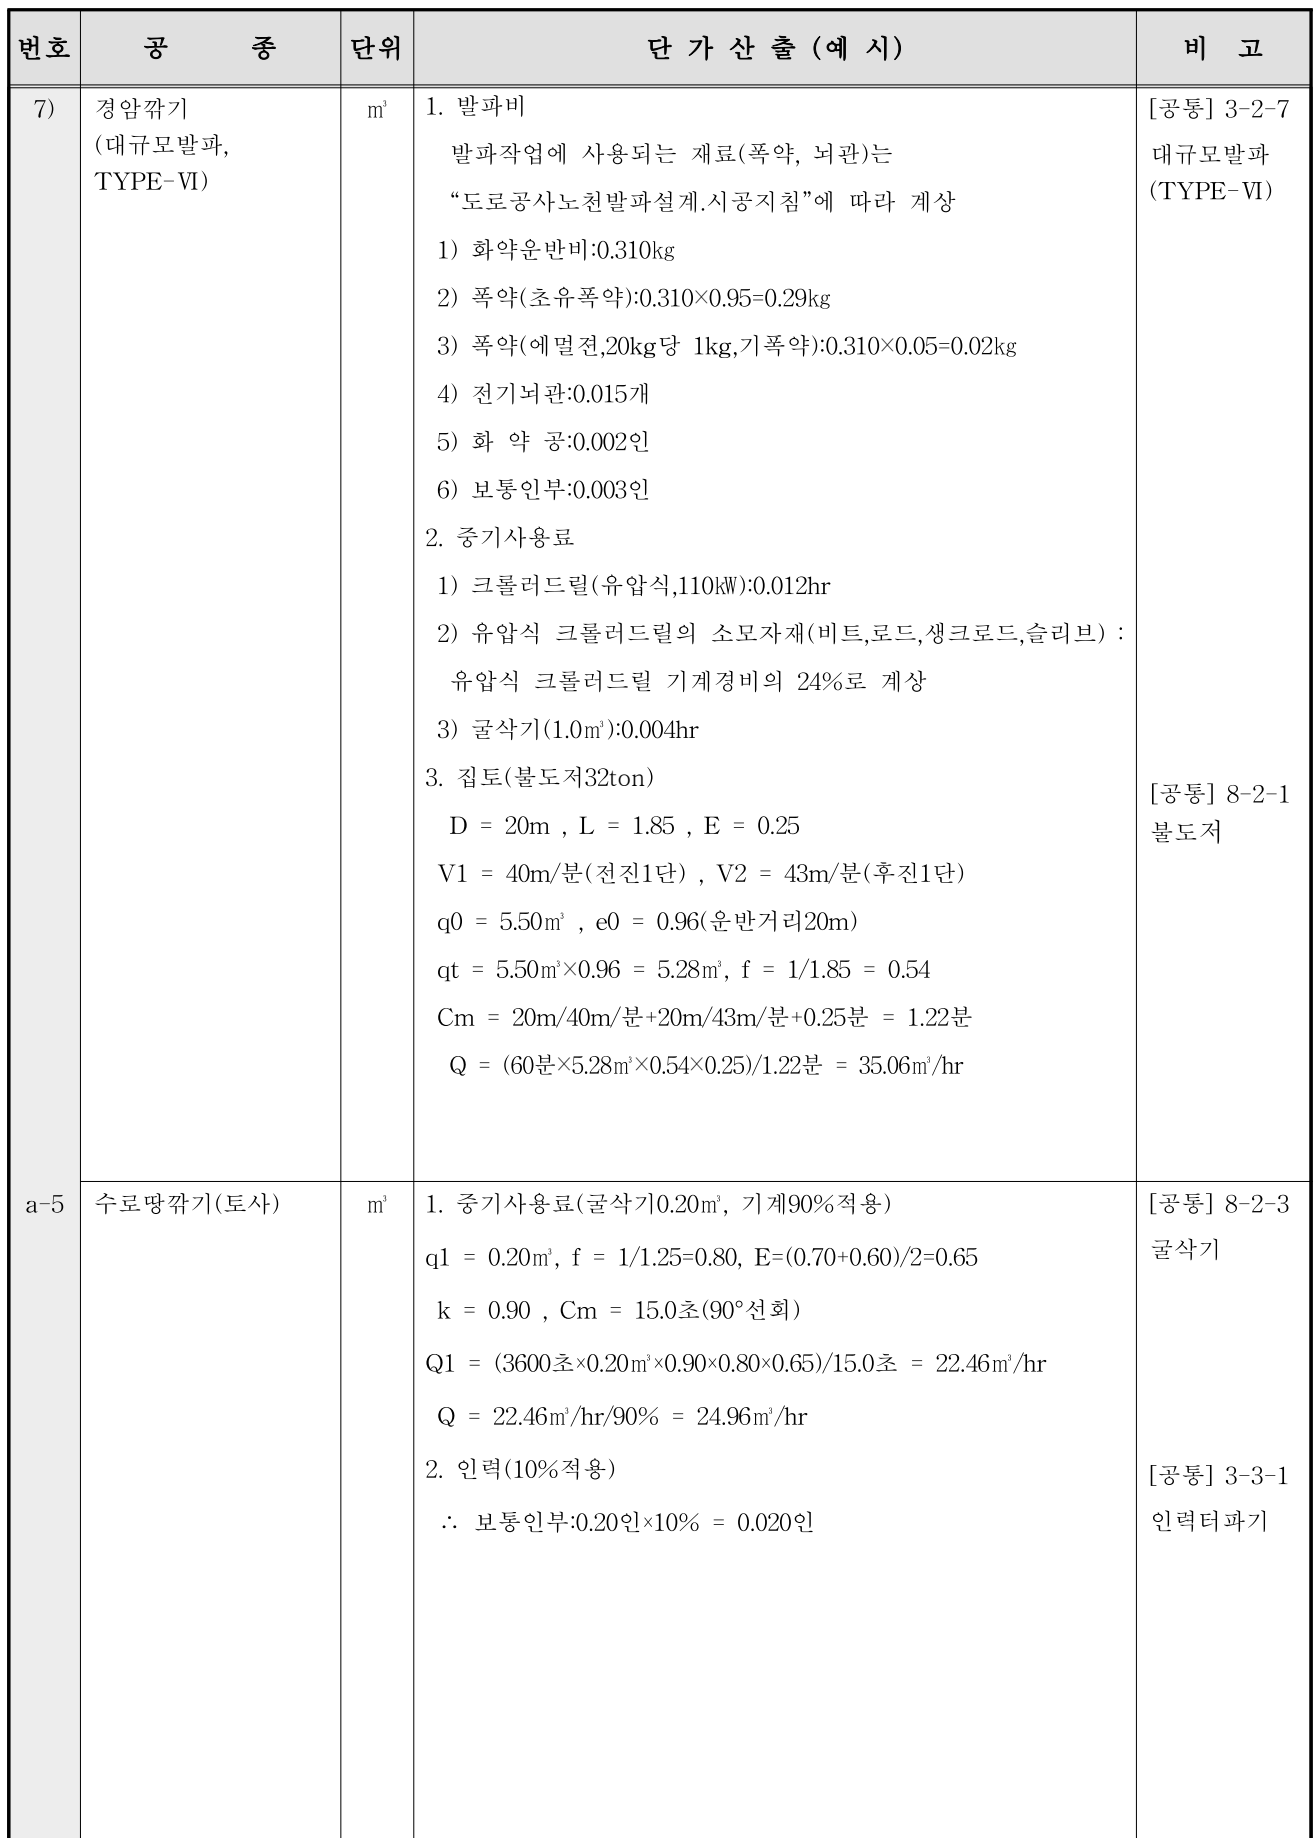 번호 공 종 단위 단 가 산 출 (예 시) 비 고
7) 경암깎기 ㎥ 1. 발파비 [공통] 3-2-7
(대규모발파, 발파작업에 사용되는 재료(폭약, 뇌관)는 대규모발파
TYPE-Ⅵ) “도로공사노천발파설계.시공지침”에 따라 계상 (TYPE-Ⅵ)
1) 화약운반비:0.310㎏
2) 폭약(초유폭약):0.310×0.95=0.29㎏
3) 폭약(에멀젼,20kg당 1kg,기폭약):0.310×0.05=0.02㎏
4) 전기뇌관:0.015개
5) 화 약 공:0.002인
6) 보통인부:0.003인
2. 중기사용료
1) 크롤러드릴(유압식,110㎾):0.012hr
2) 유압식 크롤러드릴의 소모자재(비트,로드,생크로드,슬리브) :
유압식 크롤러드릴 기계경비의 24%로 계상
3) 굴삭기(1.0㎥):0.004hr
3. 집토(불도저32ton) [공통] 8-2-1
D = 20m , L = 1.85 , E = 0.25 불도저
V1 = 40m/분(전진1단) , V2 = 43m/분(후진1단)
q0 = 5.50㎥ , e0 = 0.96(운반거리20m)
qt = 5.50㎥×0.96 = 5.28㎥, f = 1/1.85 = 0.54
Cm = 20m/40m/분+20m/43m/분+0.25분 = 1.22분
Q = (60분×5.28㎥×0.54×0.25)/1.22분 = 35.06㎥/hr
a-5 수로땅깎기(토사) ㎥ 1. 중기사용료(굴삭기0.20㎥, 기계90%적용) [공통] 8-2-3
q1 = 0.20㎥, f = 1/1.25=0.80, E=(0.70+0.60)/2=0.65 굴삭기
k = 0.90 , Cm = 15.0초(90°선회)
Q1 = (3600초×0.20㎥×0.90×0.80×0.65)/15.0초 = 22.46㎥/hr
Q = 22.46㎥/hr/90% = 24.96㎥/hr
2. 인력(10%적용) [공통] 3-3-1
∴ 보통인부:0.20인×10% = 0.020인 인력터파기